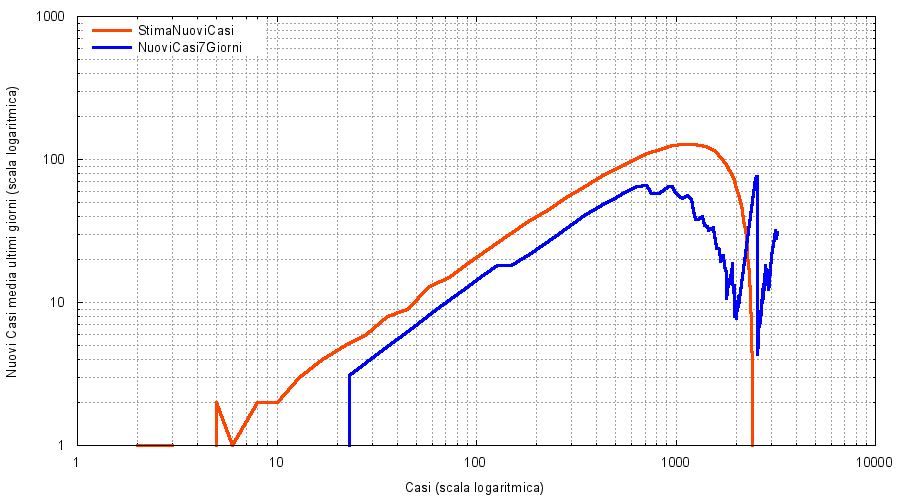 1000
StimaNuoviCasi
NuoviCasi7Giorni
100
10
1
Nuovi Casi media ultimi giorni (scala logaritmica)
1 10 100 1000 10000
Casi (scala logaritmica)